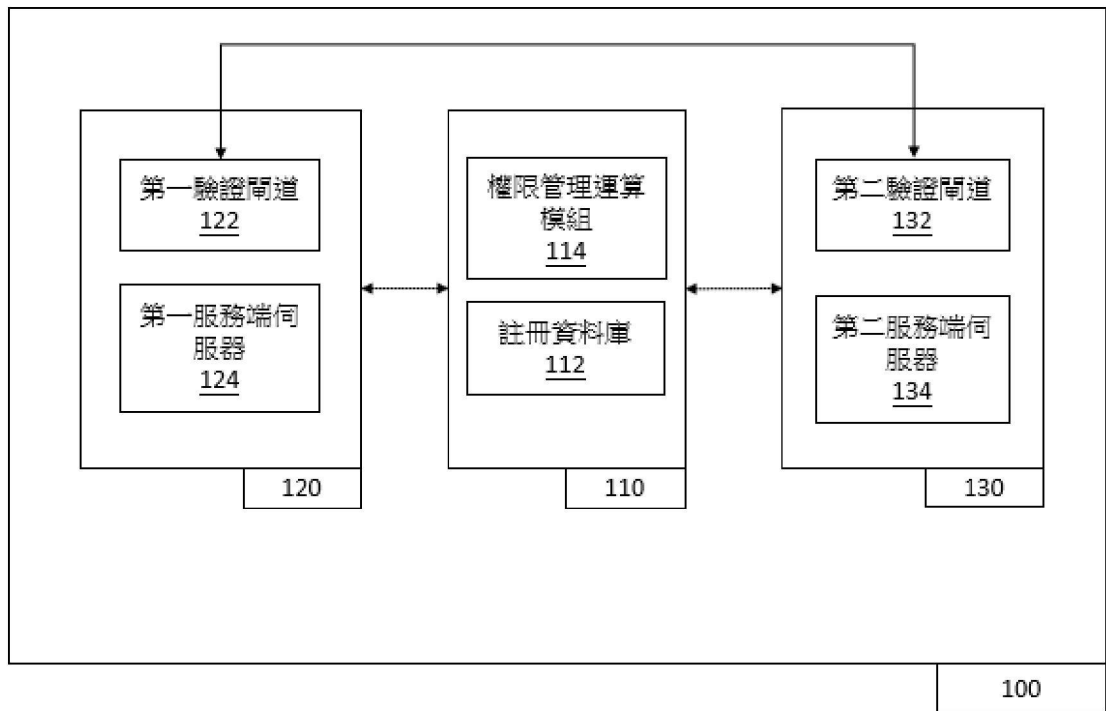 第一驗證閘道
122
第一服務端伺
服器
124
120
權限管理運算
模組
114
註冊資料庫
112
110
第二驗證閘道
132
第二服務端伺
服器
134
130
100